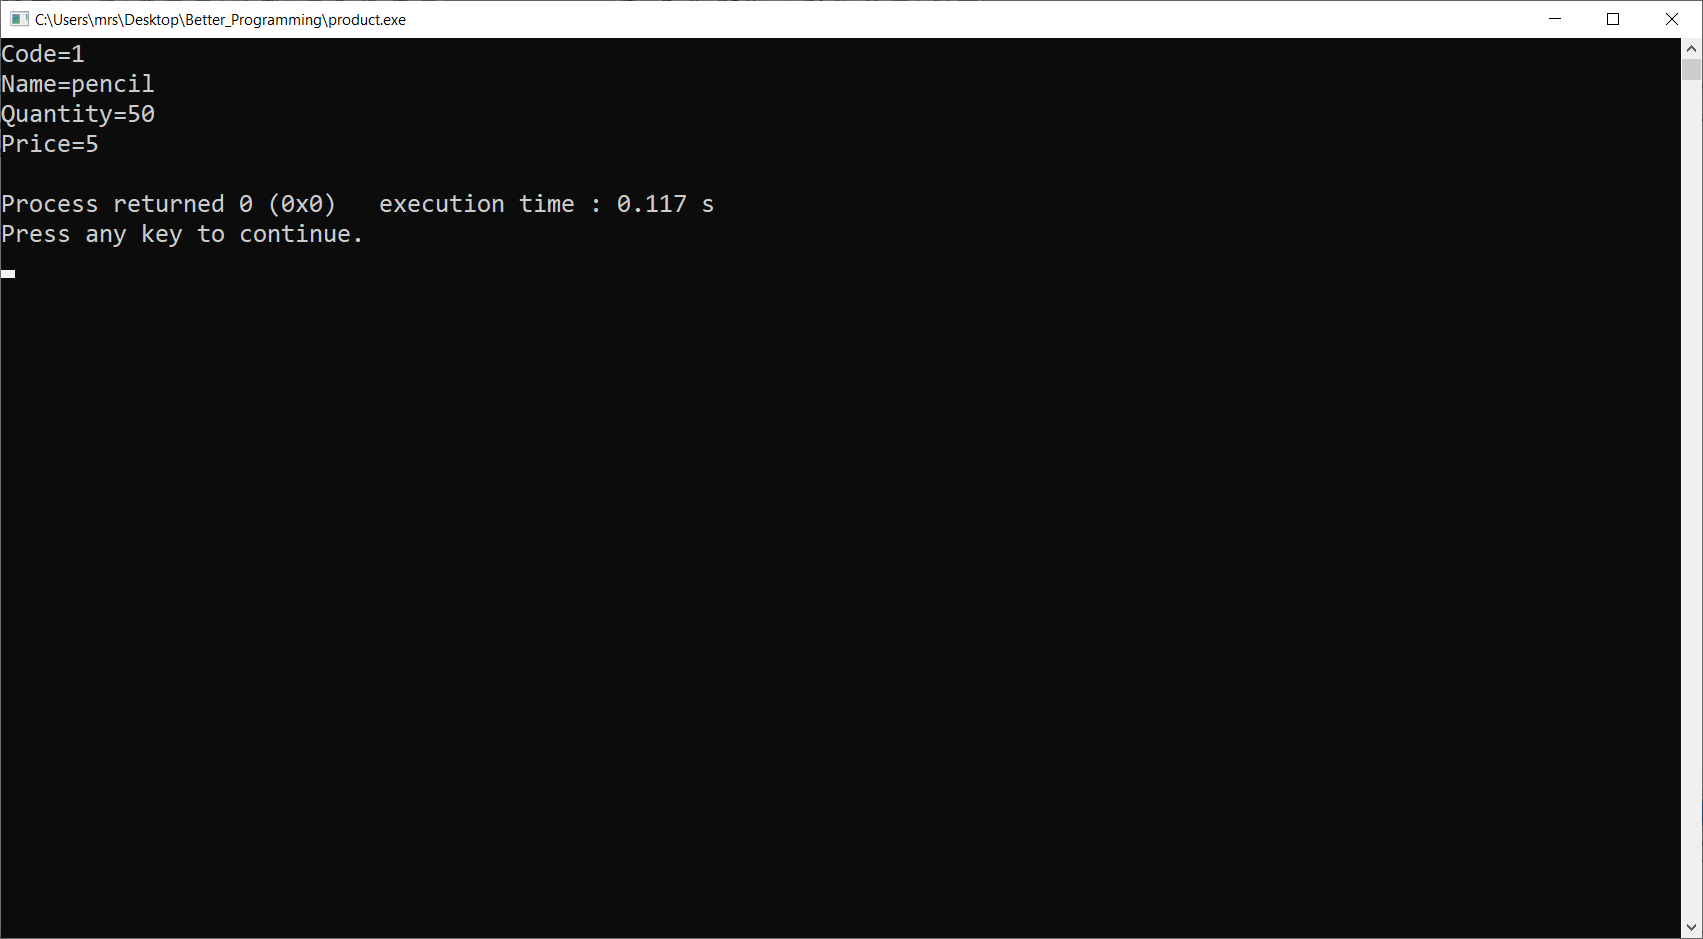 C:\Users\mrs\Desktop\Better_Programming\product.exe
Code=1
Name=pencil
Quantity=50
Price=5
Process returned 0 (0x0)   execution time : 0.117 s
Press any key to continue.